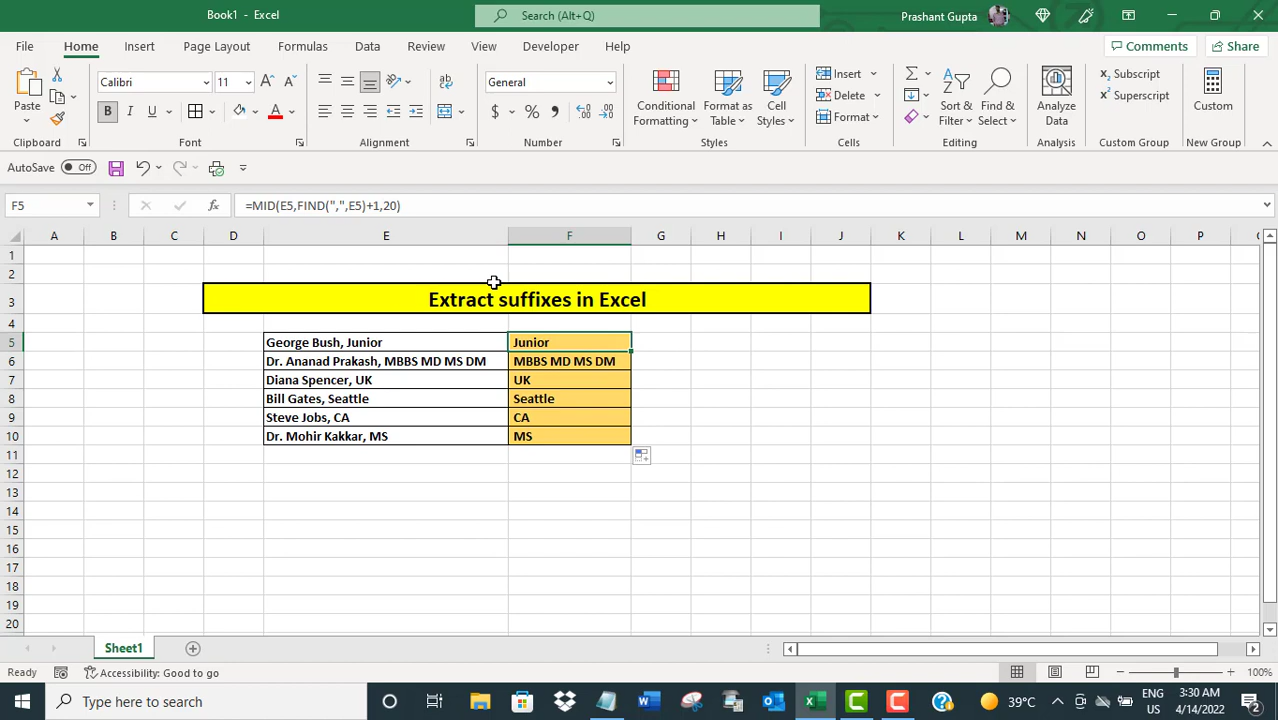 Book1 - Excel
Search (Alt+Q)
Prashant Gupta
File Home Insert Page Layout Formulas Data Review View Developer Help
Comments Share
Paste
Calibri 11
General
Conditional Formatting
Format as Table
Cell Styles
Insert
Delete
Format
Sort & Filter
Find & Select
Analyze Data
Subscript
Superscript
Custom
Clipboard Font Alignment Number Styles Cells Editing Analysis Custom Group New Group
AutoSave Off
F5
=MID(E5,FIND(",",E5)+1,20)
A B C D E F G H I J K L M N O P
1
2
3 Extract suffixes in Excel
4
5 George Bush, Junior Junior
6 Dr. Ananad Prakash, MBBS MD MS DM MBBS MD MS DM
7 Diana Spencer, UK UK
8 Bill Gates, Seattle Seattle
9 Steve Jobs, CA CA
10 Dr. Mohir Kakkar, MS MS
11
12
13
14
15
16
17
18
19
20
Sheet1
Ready Accessibility: Good to go 100%
Type here to search
39°C
ENG
US
3:30 AM
4/14/2022
2